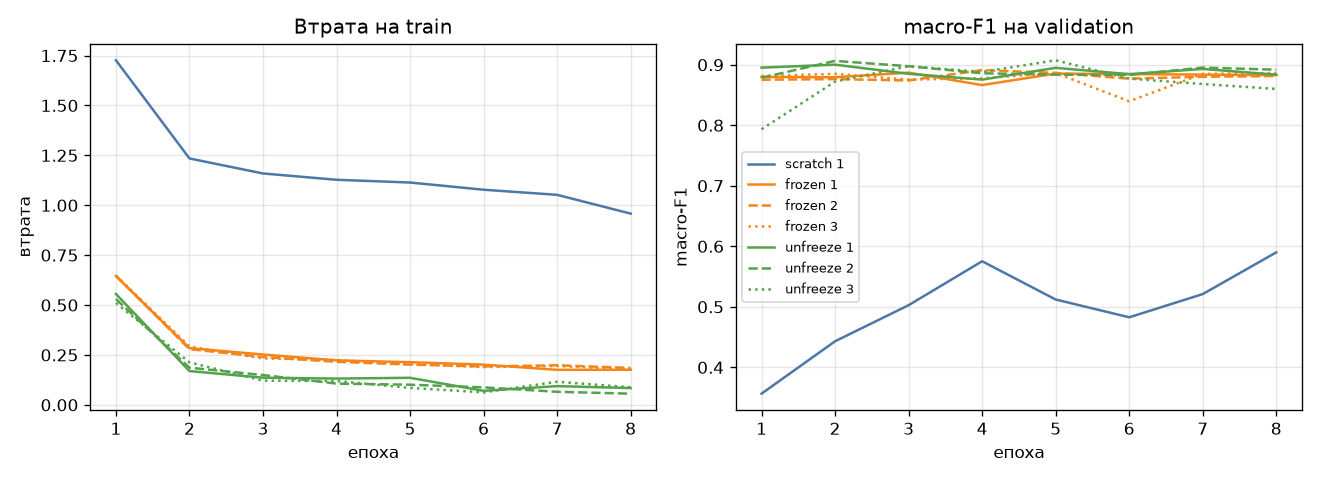 Втрата на train
втрата
1.75
1.50
1.25
1.00
0.75
0.50
0.25
0.00
1 2 3 4 5 6 7 8
епоха
macro-F1 на validation
macro-F1
0.9
0.8
0.7
0.6
0.5
0.4
scratch 1
frozen 1
frozen 2
frozen 3
unfreeze 1
unfreeze 2
unfreeze 3
1 2 3 4 5 6 7 8
епоха